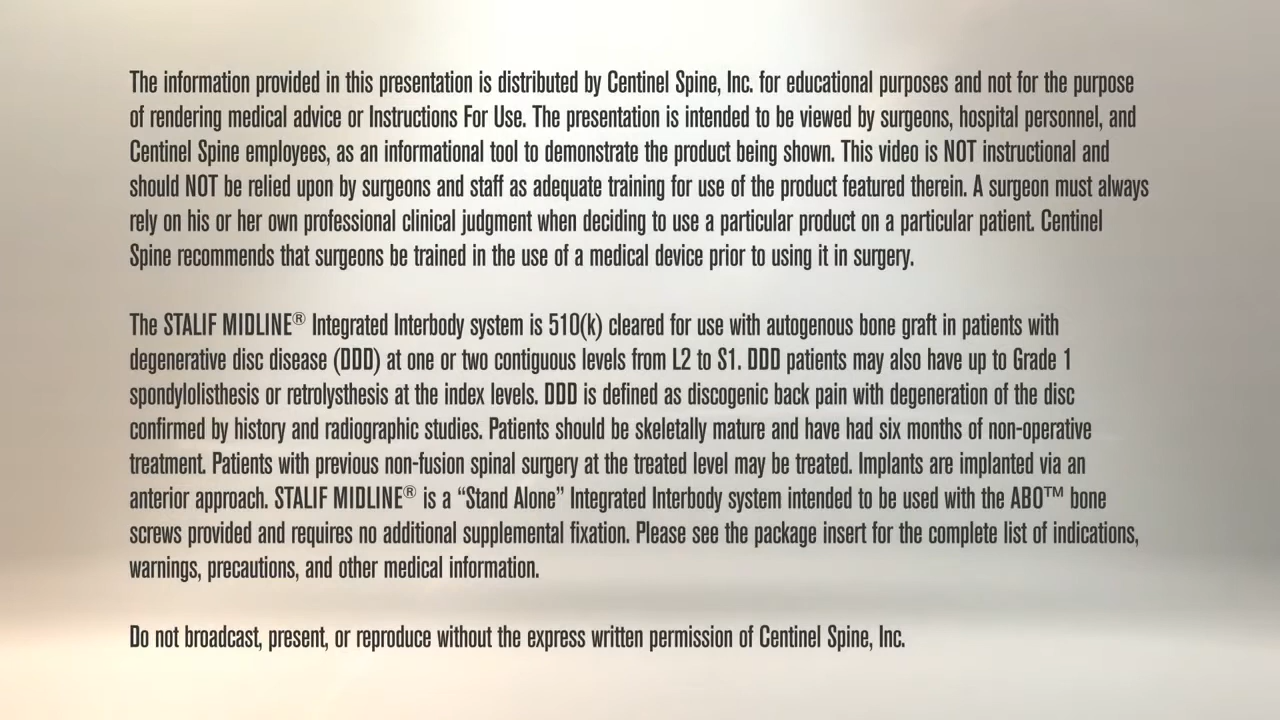 The information provided in this presentation is distributed by Centinel Spine, Inc. for educational purposes and not for the purpose
of rendering medical advice or Instructions For Use. The presentation is intended to be viewed by surgeons, hospital personnel, and
Centinel Spine employees, as an informational tool to demonstrate the product being shown. This video is NOT instructional and
should NOT be relied upon by surgeons and staff as adequate training for use of the product featured therein. A surgeon must always
rely on his or her own professional clinical judgment when deciding to use a particular product on a particular patient. Centinel
Spine recommends that surgeons be trained in the use of a medical device prior to using it in surgery.
The STALIF MIDLINE® Integrated Interbody system is 510(k) cleared for use with autogenous bone graft in patients with
degenerative disc disease (DDD) at one or two contiguous levels from L2 to S1. DDD patients may also have up to Grade 1
spondylolisthesis or retrolysthesis at the index levels. DDD is defined as discogenic back pain with degeneration of the disc
confirmed by history and radiographic studies. Patients should be skeletally mature and have had six months of non-operative
treatment. Patients with previous non-fusion spinal surgery at the treated level may be treated. Implants are implanted via an
anterior approach. STALIF MIDLINE® is a “Stand Alone” Integrated Interbody system intended to be used with the ABO™ bone
screws provided and requires no additional supplemental fixation. Please see the package insert for the complete list of indications,
warnings, precautions, and other medical information.
Do not broadcast, present, or reproduce without the express written permission of Centinel Spine, Inc.